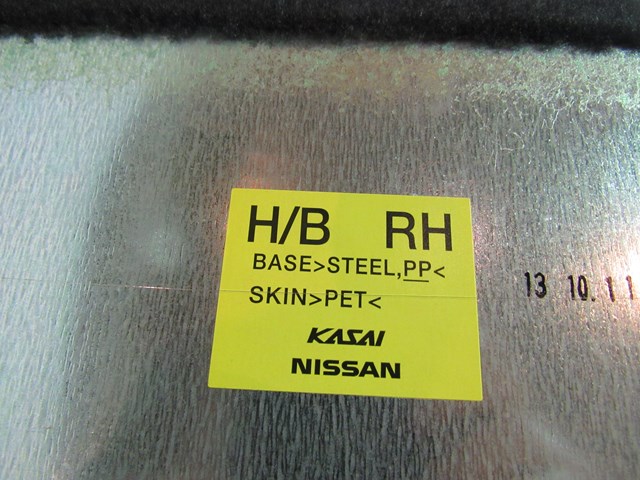 H/B RH
BASE>STEEL,PP<
SKIN>PET<
KASAI
NISSAN
13 10.11